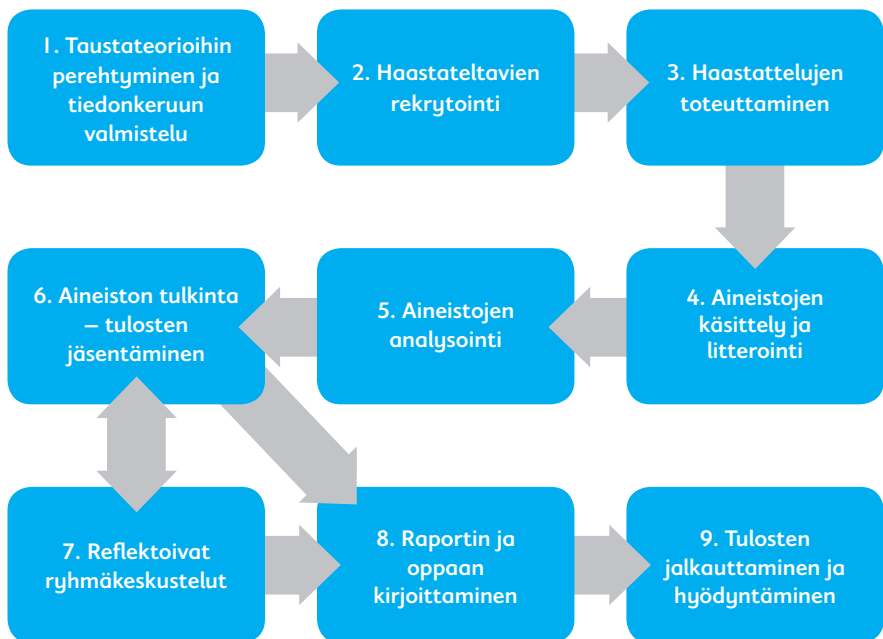 1. Taustateorioihin
perehtyminen ja
tiedonkeruun
valmistelu
2. Haastateltavien
rekrytointi
3. Haastattelujen
toteuttaminen
4. Aineistojen
käsittely ja
litterointi
5. Aineistojen
analysointi
6. Aineiston tulkinta
– tulosten
jäsentäminen
7. Reflektoivat
ryhmäkeskustelut
8. Raportin ja
oppaan
kirjoittaminen
9. Tulosten
jalkauttaminen ja
hyödyntäminen